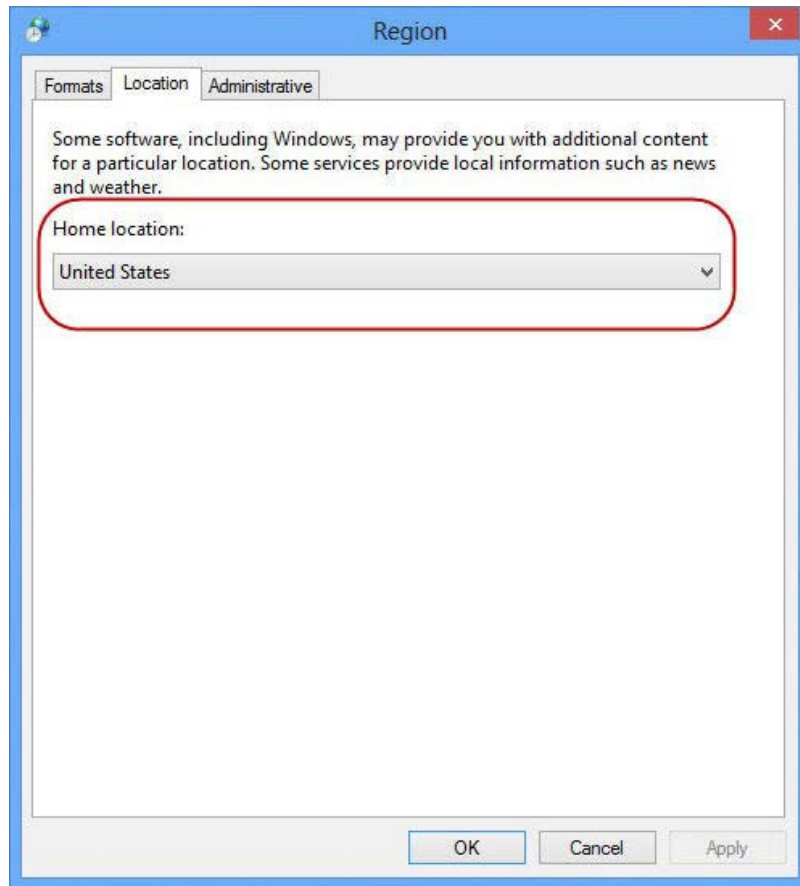 Region
Formats Location Administrative
Some software, including Windows, may provide you with additional content
for a particular location. Some services provide local information such as news
and weather.
Home location:
United States
OK Cancel Apply